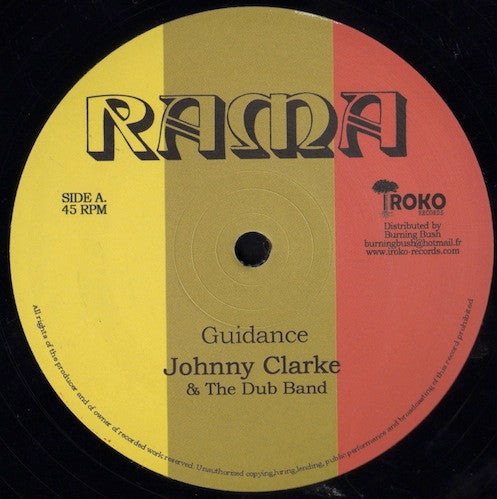 RAMA
SIDE A.
45 RPM
IROKO
RECORDS
Distributed by
Burning Bush
burningbush@hotmail.fr
www.iroko-records.com
Guidance
Johnny Clarke
& The Dub Band
All rights of the producer and of owner of recorded work reserved. Unauthorized copying,hiring,lending, public performance and broadcasting of this record prohibited